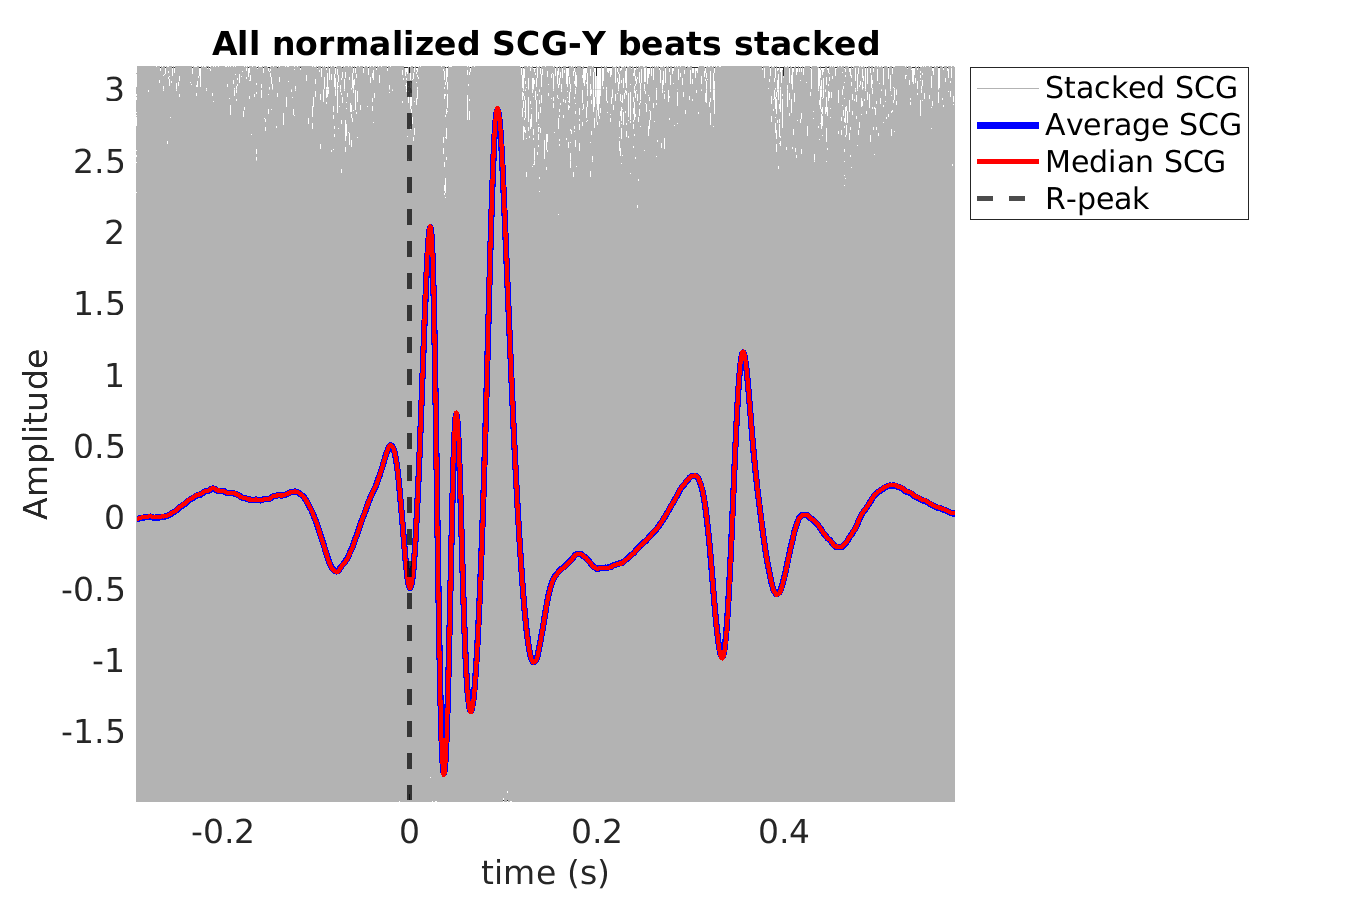 All normalized SCG-Y beats stacked
Stacked SCG
Average SCG
Median SCG
R-peak
3
2.5
2
1.5
1
0.5
0
-0.5
-1
-1.5
Amplitude
-0.2 0 0.2 0.4
time (s)